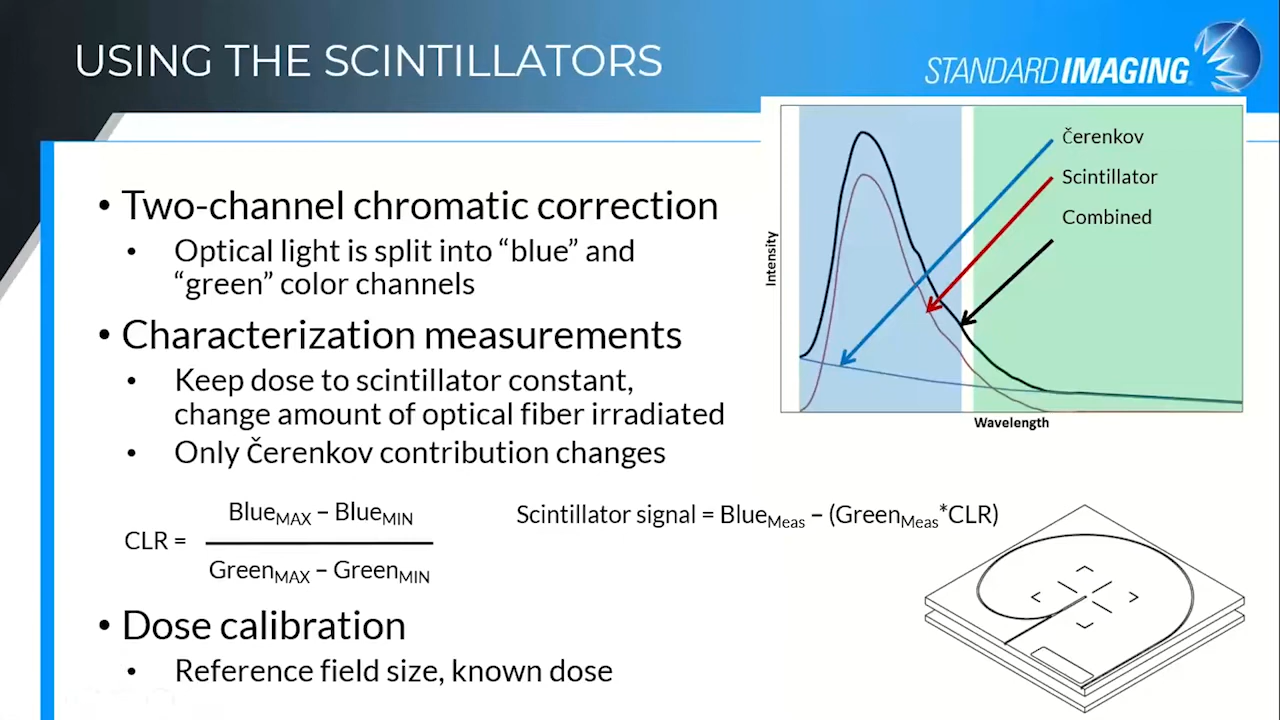 USING THE SCINTILLATORS
STANDARD IMAGING
• Two-channel chromatic correction
• Optical light is split into “blue” and
“green” color channels
• Characterization measurements
• Keep dose to scintillator constant,
change amount of optical fiber irradiated
• Only Čerenkov contribution changes
Čerenkov
Scintillator
Combined
Intensity
Wavelength
BlueMAX – BlueMIN
CLR =
GreenMAX – GreenMIN
Scintillator signal = BlueMeas – (GreenMeas*CLR)
• Dose calibration
• Reference field size, known dose